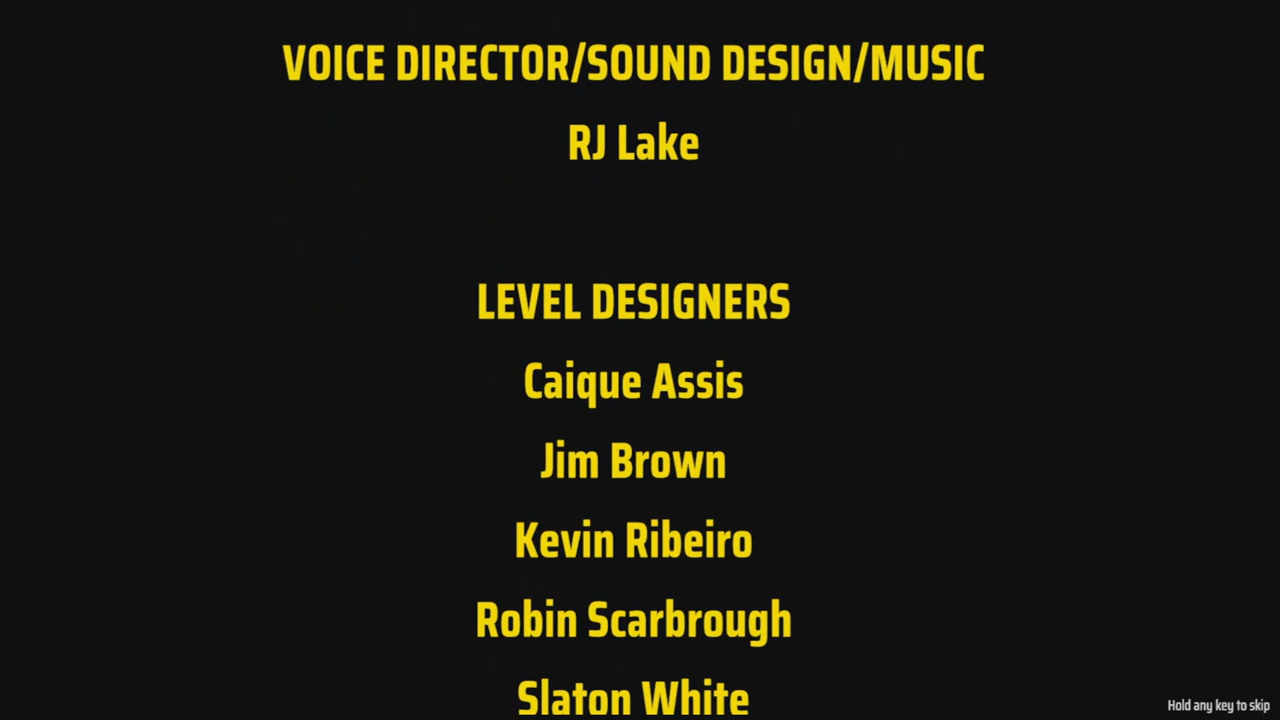 VOICE DIRECTOR/SOUND DESIGN/MUSIC
RJ Lake
LEVEL DESIGNERS
Caique Assis
Jim Brown
Kevin Ribeiro
Robin Scarbrough
Slaton White
Hold any key to skip